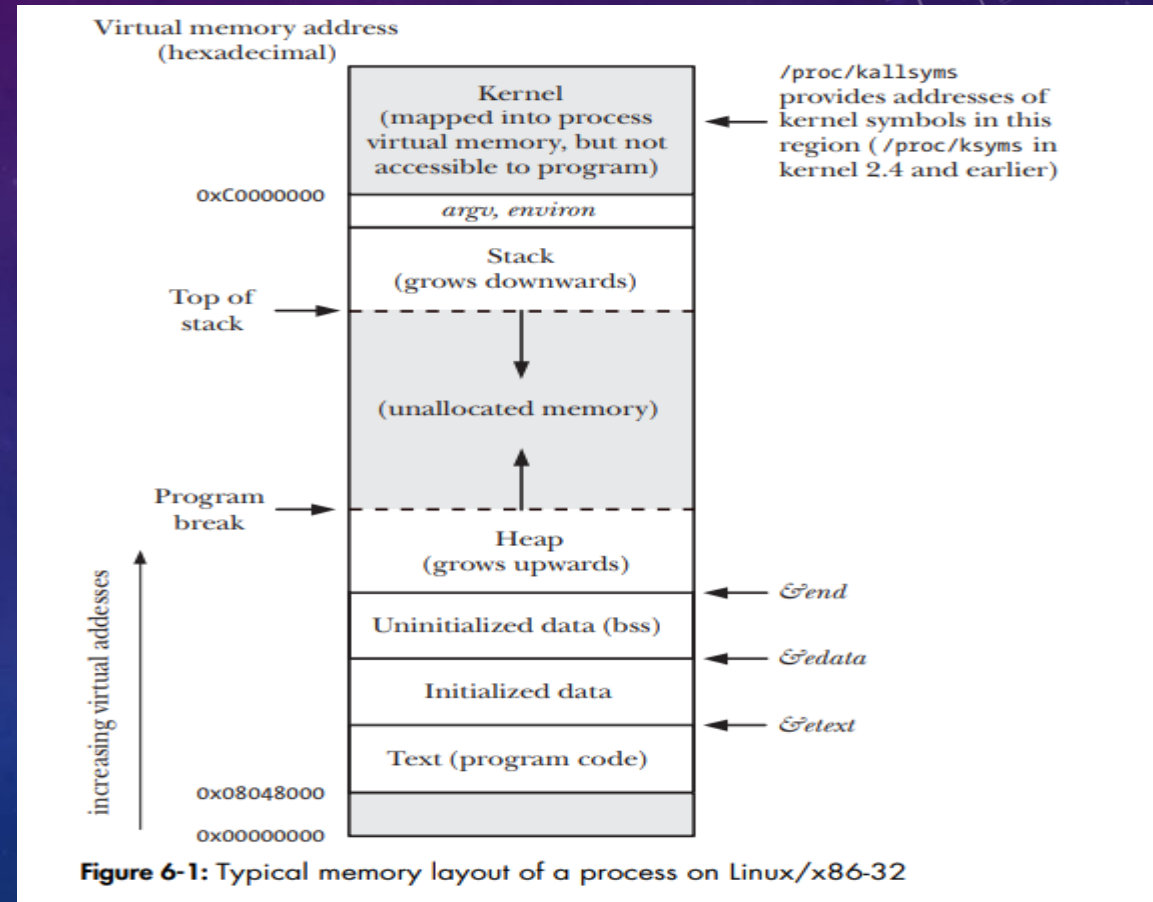 Virtual memory address
(hexadecimal)
Kernel
(mapped into process
virtual memory, but not
accessible to program)
/proc/kallsyms
provides addresses of
kernel symbols in this
region (/proc/ksyms in
kernel 2.4 and earlier)
0xC0000000
argv, environ
Stack
(grows downwards)
Top of
stack
(unallocated memory)
Program
break
Heap
(grows upwards)
&end
Uninitialized data (bss)
&edata
Initialized data
&etext
Text (program code)
0x08048000
0x00000000
increasing virtual addesses
Figure 6-1: Typical memory layout of a process on Linux/x86-32